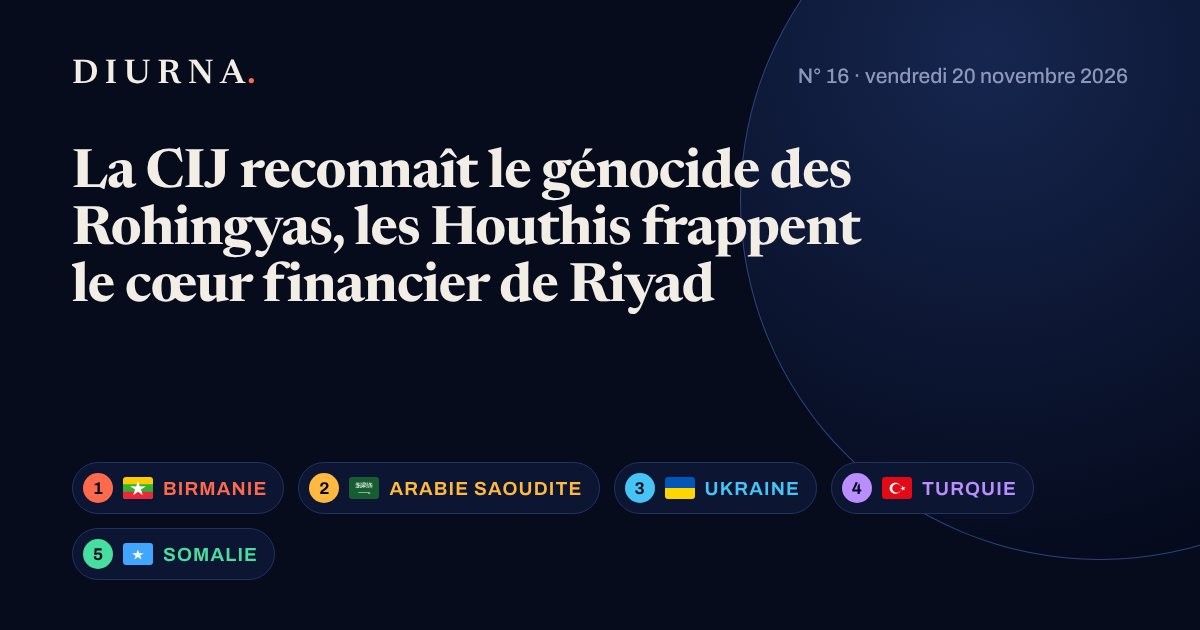 DIURNA.
N° 16 · vendredi 20 novembre 2026
La CIJ reconnaît le génocide des
Rohingyas, les Houthis frappent
le cœur financier de Riyad
1 BIRMANIE
2 ARABIE SAOUDITE
3 UKRAINE
4 TURQUIE
5 SOMALIE